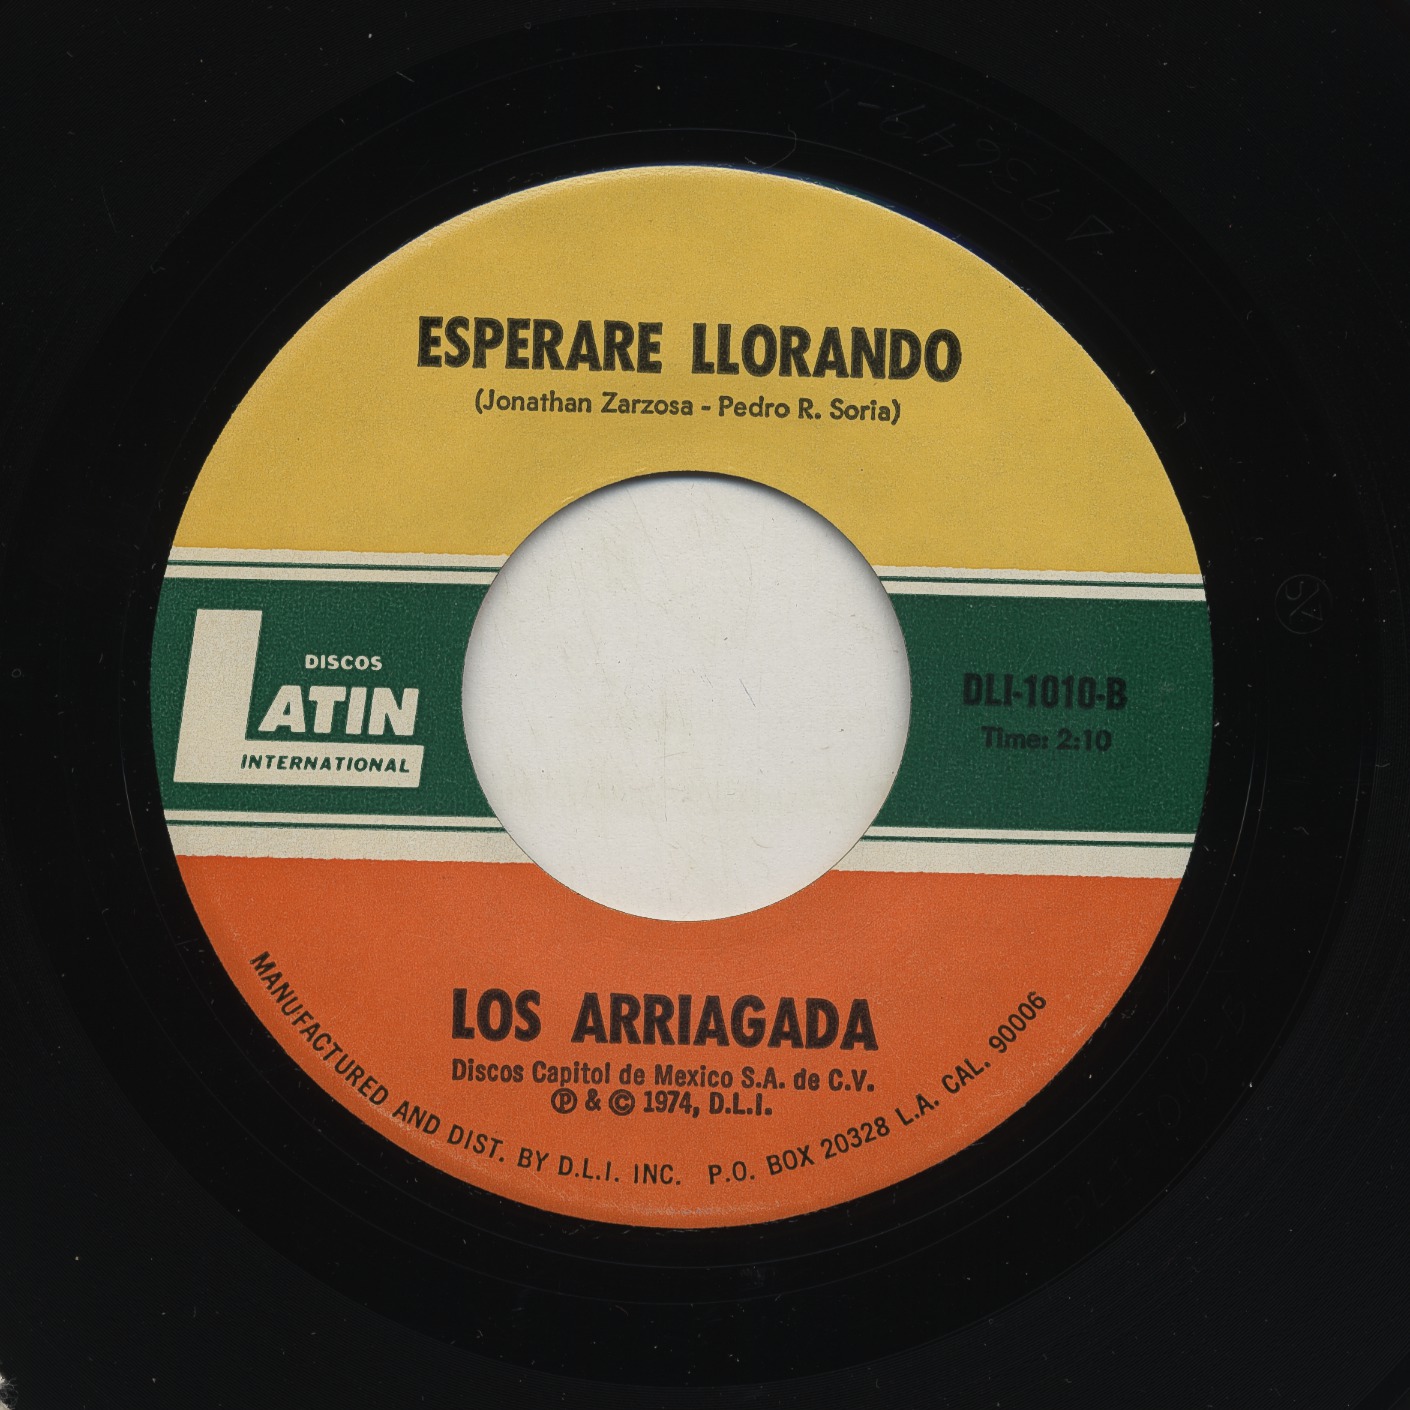 ESPERARE LLORANDO
(Jonathan Zarzosa - Pedro R. Soria)
DISCOS
LATIN
INTERNATIONAL
DLI-1010-B
Time: 2:10
LOS ARRIAGADA
Discos Capitol de Mexico S.A. de C.V.
Ⓟ & © 1974, D.L.I.
MANUFACTURED AND DIST. BY D.L.I. INC. P.O. BOX 20328 L.A. CAL. 90006